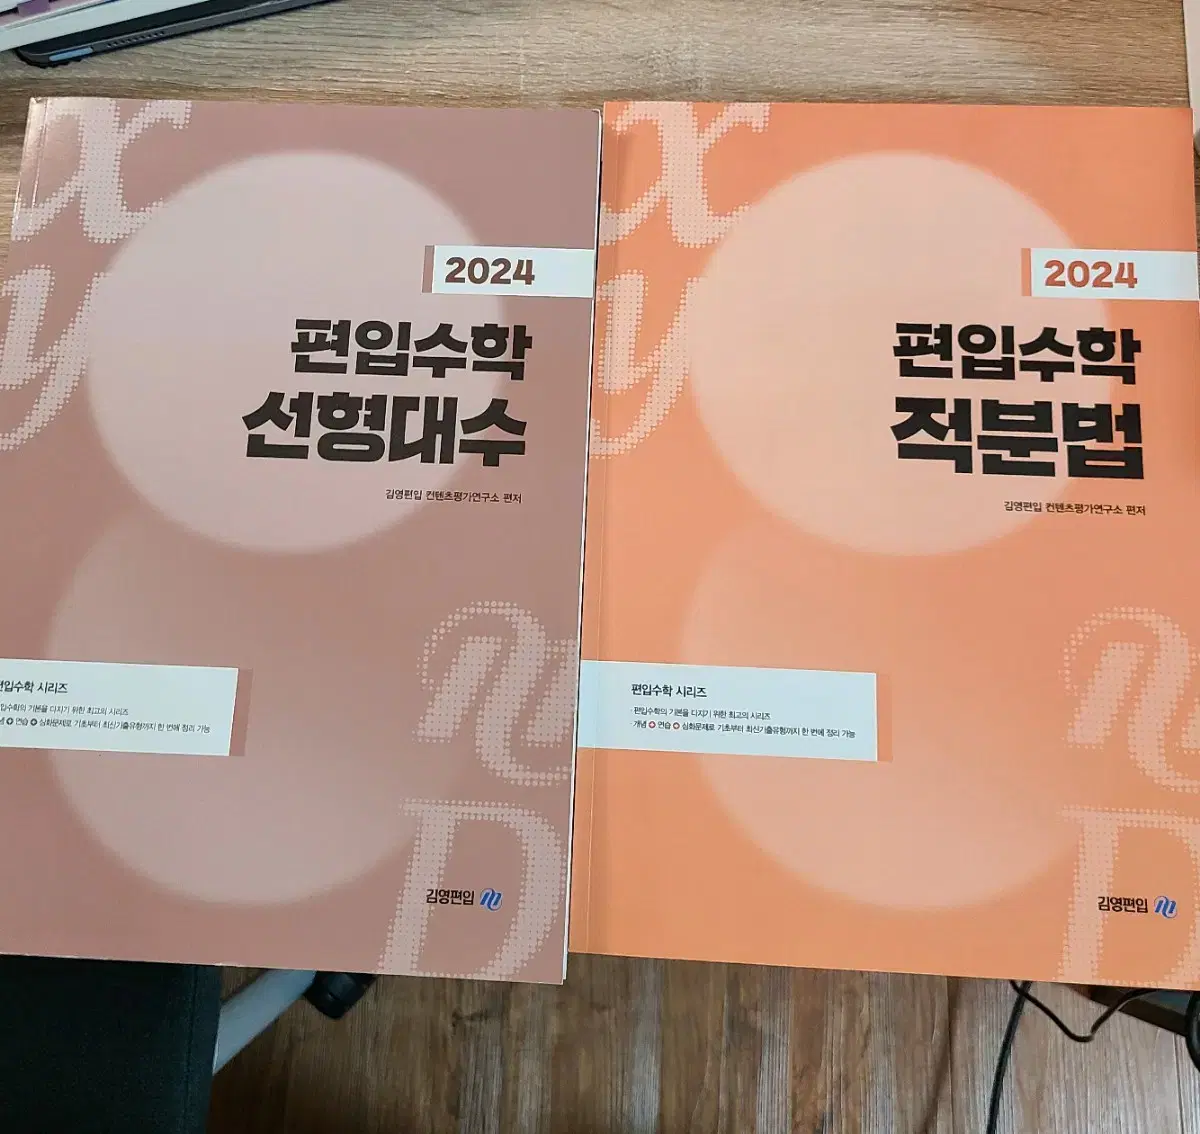 2024
편입수학
선형대수
김영편입 컨텐츠평가연구소 편저
편입수학 시리즈
편입수학의 기본을 다지기 위한 최고의 시리즈
개념 + 연습 + 심화문제로 기초부터 최신기출유형까지 한 번에 정리 가능
김영편입
x
y
n
D
2024
편입수학
적분법
김영편입 컨텐츠평가연구소 편저
편입수학 시리즈
· 편입수학의 기본을 다지기 위한 최고의 시리즈
· 개념 + 연습 + 심화문제로 기초부터 최신기출유형까지 한 번에 정리 가능
김영편입
x
y
n
D